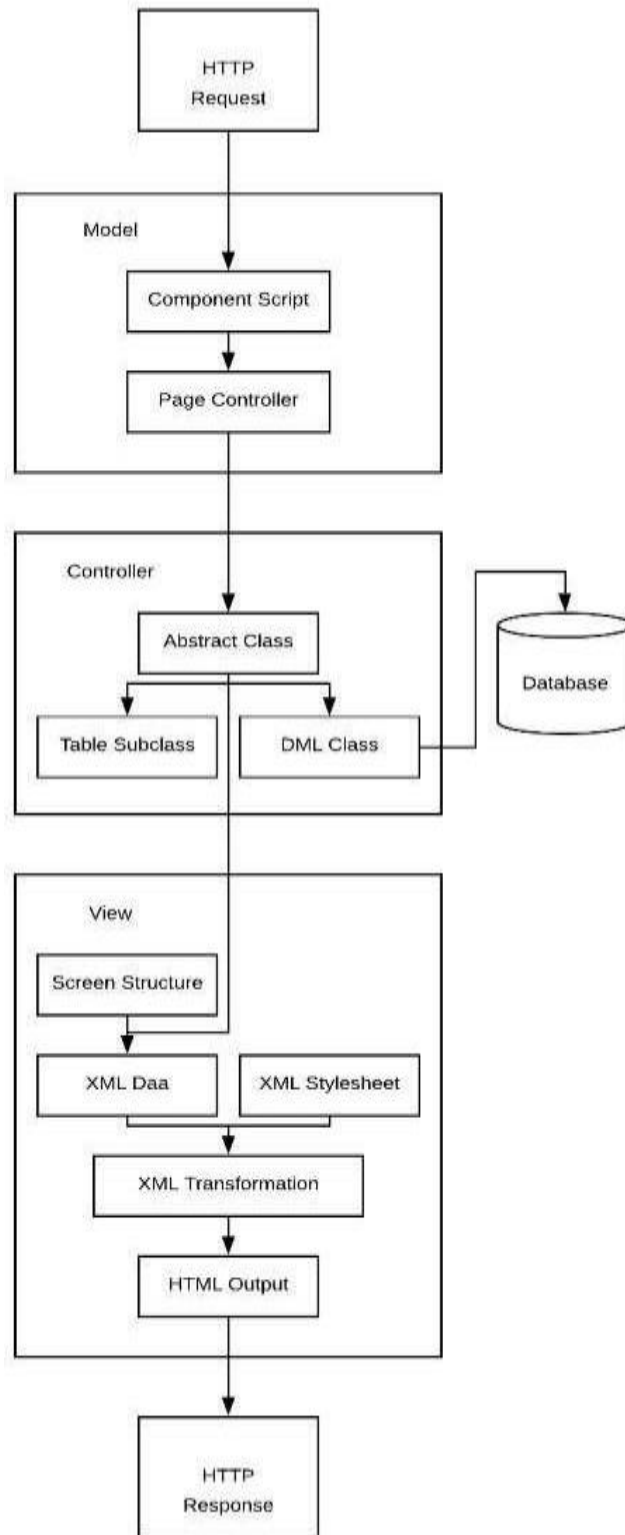 HTTP
Request
Model
Component Script
Page Controller
Controller
Abstract Class
Table Subclass
DML Class
Database
View
Screen Structure
XML Daa
XML Stylesheet
XML Transformation
HTML Output
HTTP
Response